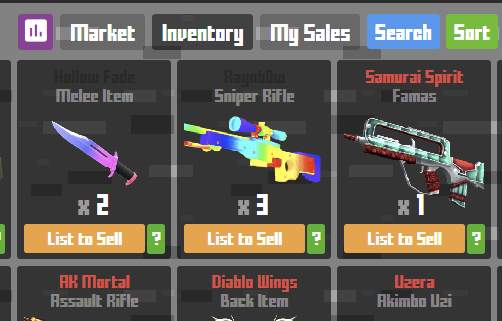 Market Inventory My Sales Search Sort
Hollow Fade
Melee Item
x 2
List to Sell ?
Raynb0w
Sniper Rifle
x 3
List to Sell ?
Samurai Spirit
Famas
x 1
List to Sell ?
AK Mortal
Assault Rifle
Diablo Wings
Back Item
Uzera
Akimbo Uzi